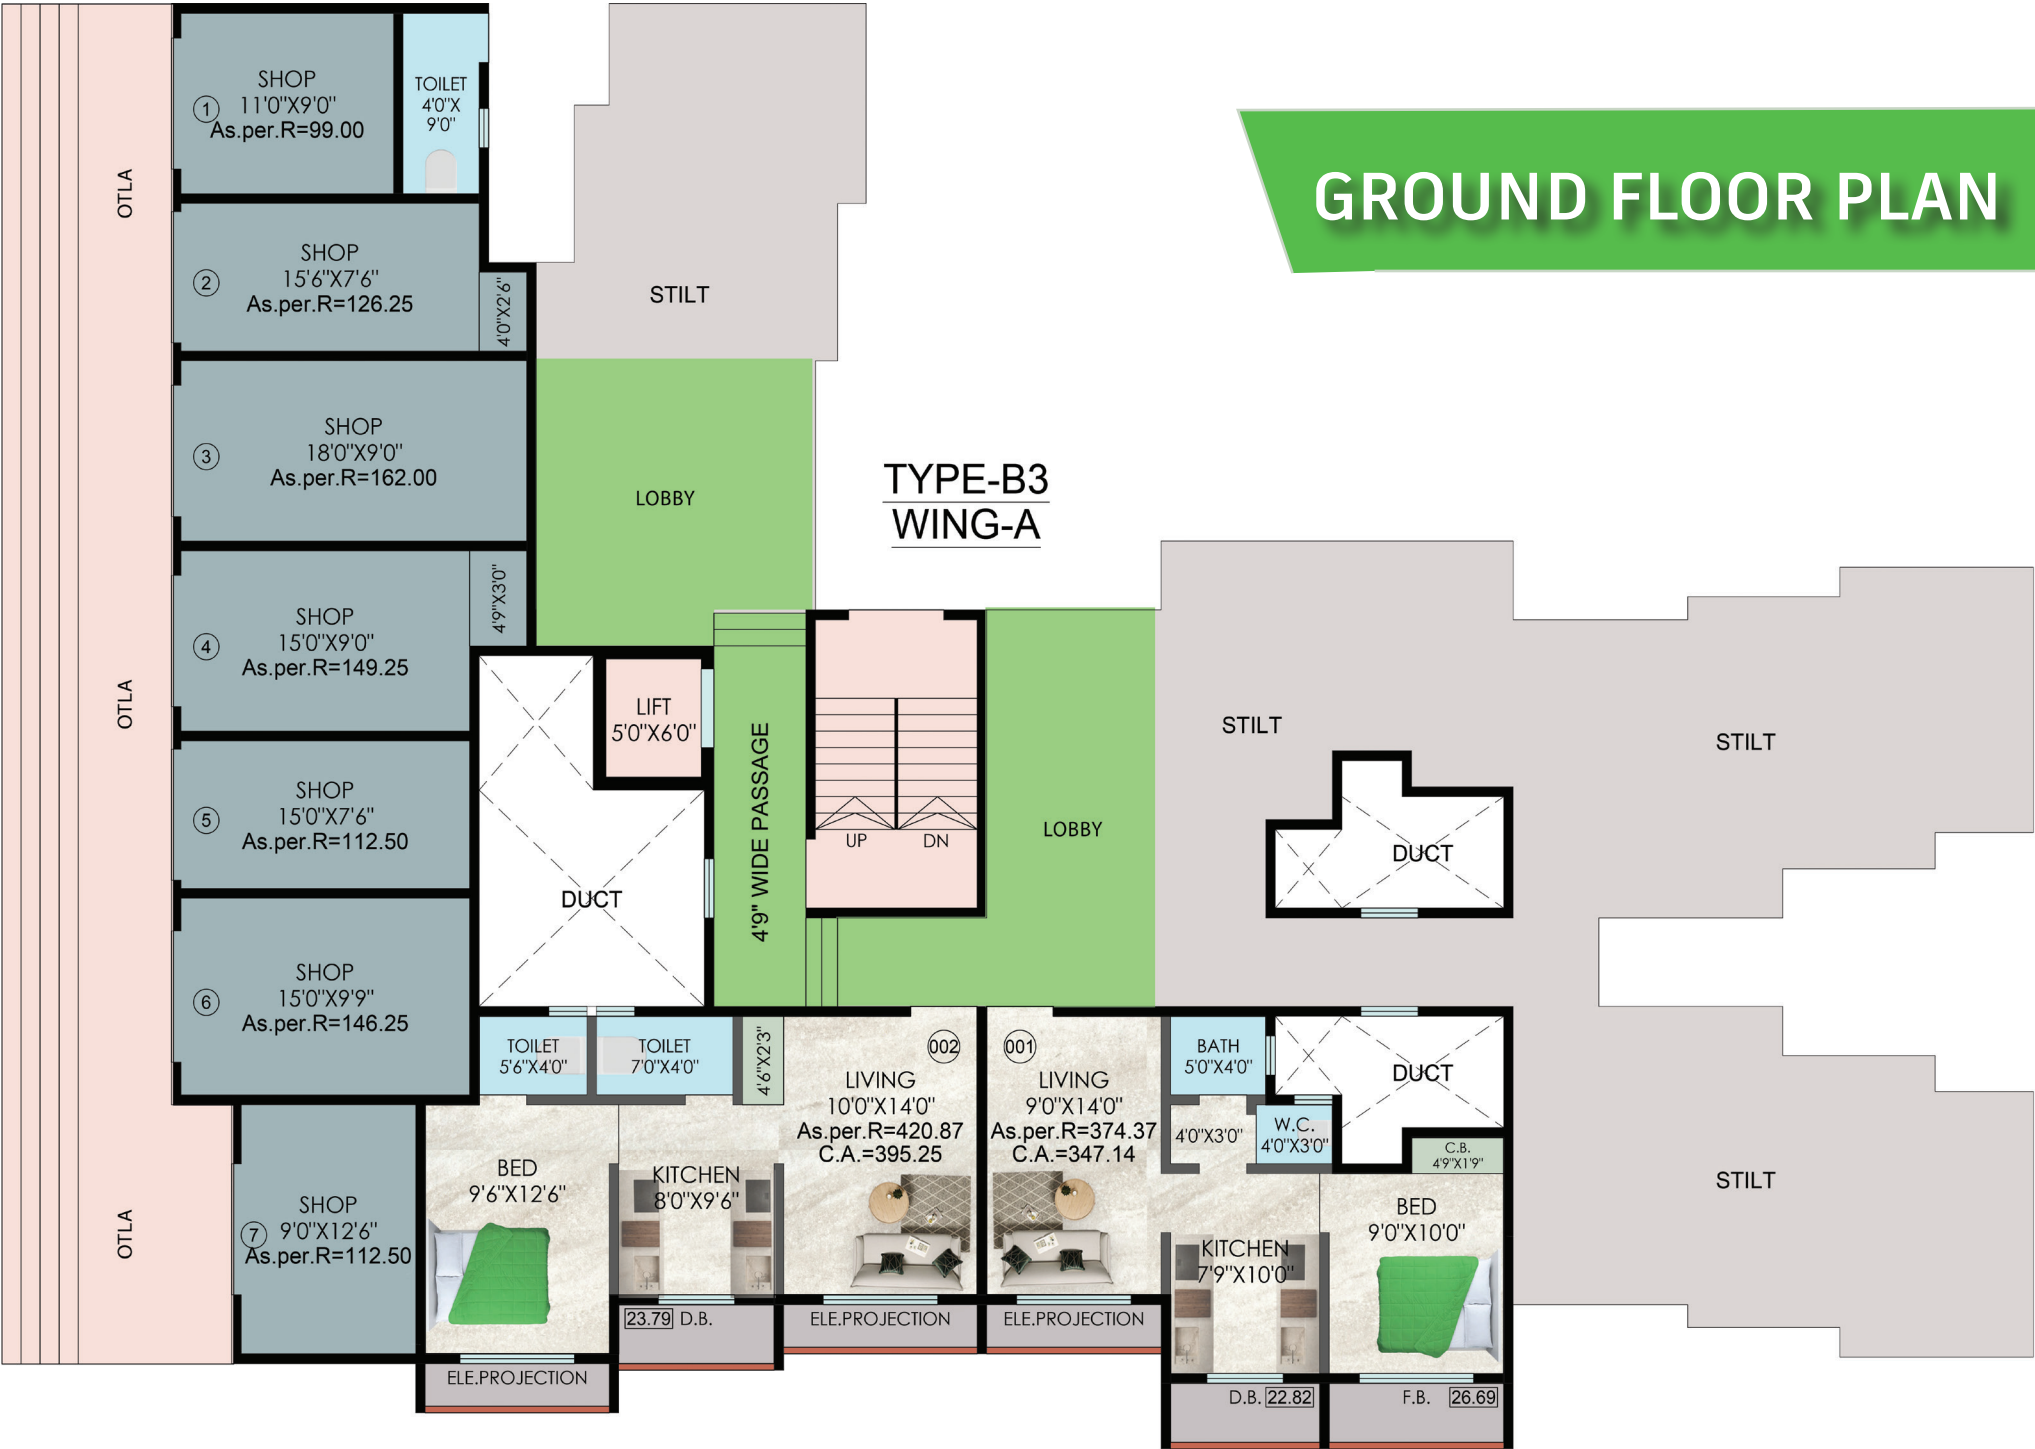 GROUND FLOOR PLAN
TYPE-B3
WING-A
OTLA
OTLA
OTLA
1
SHOP
11'0"X9'0"
As.per.R=99.00
TOILET
4'0"X
9'0"
2
SHOP
15'6"X7'6"
As.per.R=126.25
4'0"X2'6"
3
SHOP
18'0"X9'0"
As.per.R=162.00
4
SHOP
15'0"X9'0"
As.per.R=149.25
4'9"X3'0"
5
SHOP
15'0"X7'6"
As.per.R=112.50
6
SHOP
15'0"X9'9"
As.per.R=146.25
7
SHOP
9'0"X12'6"
As.per.R=112.50
STILT
LOBBY
LIFT
5'0"X6'0"
4'9" WIDE PASSAGE
UP
DN
LOBBY
DUCT
STILT
STILT
DUCT
TOILET
5'6"X4'0"
TOILET
7'0"X4'0"
4'6"X2'3"
002
LIVING
10'0"X14'0"
As.per.R=420.87
C.A.=395.25
001
LIVING
9'0"X14'0"
As.per.R=374.37
C.A.=347.14
BATH
5'0"X4'0"
DUCT
4'0"X3'0"
W.C.
4'0"X3'0"
C.B.
4'9"X1'9"
STILT
BED
9'6"X12'6"
KITCHEN
8'0"X9'6"
KITCHEN
7'9"X10'0"
BED
9'0"X10'0"
23.79 D.B.
ELE.PROJECTION
ELE.PROJECTION
ELE.PROJECTION
D.B. 22.82
F.B. 26.69